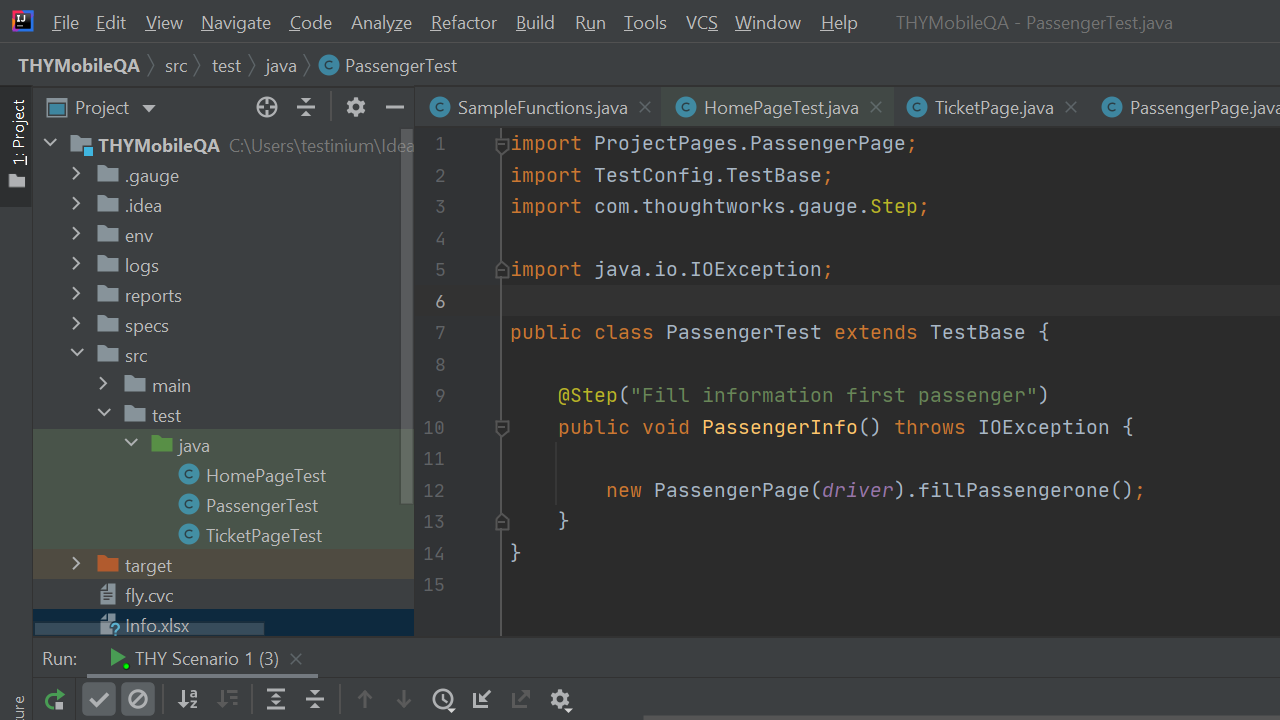 File Edit View Navigate Code Analyze Refactor Build Run Tools VCS Window Help THYMobileQA - PassengerTest.java
THYMobileQA src test java PassengerTest
1: Project
Project
SampleFunctions.java HomePageTest.java TicketPage.java PassengerPage.java
THYMobileQA C:\Users\testinium\Idea
.gauge
.idea
env
logs
reports
specs
src
main
test
java
HomePageTest
PassengerTest
TicketPageTest
target
fly.cvc
Info.xlsx
1 import ProjectPages.PassengerPage;
2 import TestConfig.TestBase;
3 import com.thoughtworks.gauge.Step;
4
5 import java.io.IOException;
6
7 public class PassengerTest extends TestBase {
8
9 @Step("Fill information first passenger")
10 public void PassengerInfo() throws IOException {
11
12 new PassengerPage(driver).fillPassengerone();
13 }
14 }
15
Run: THY Scenario 1 (3)